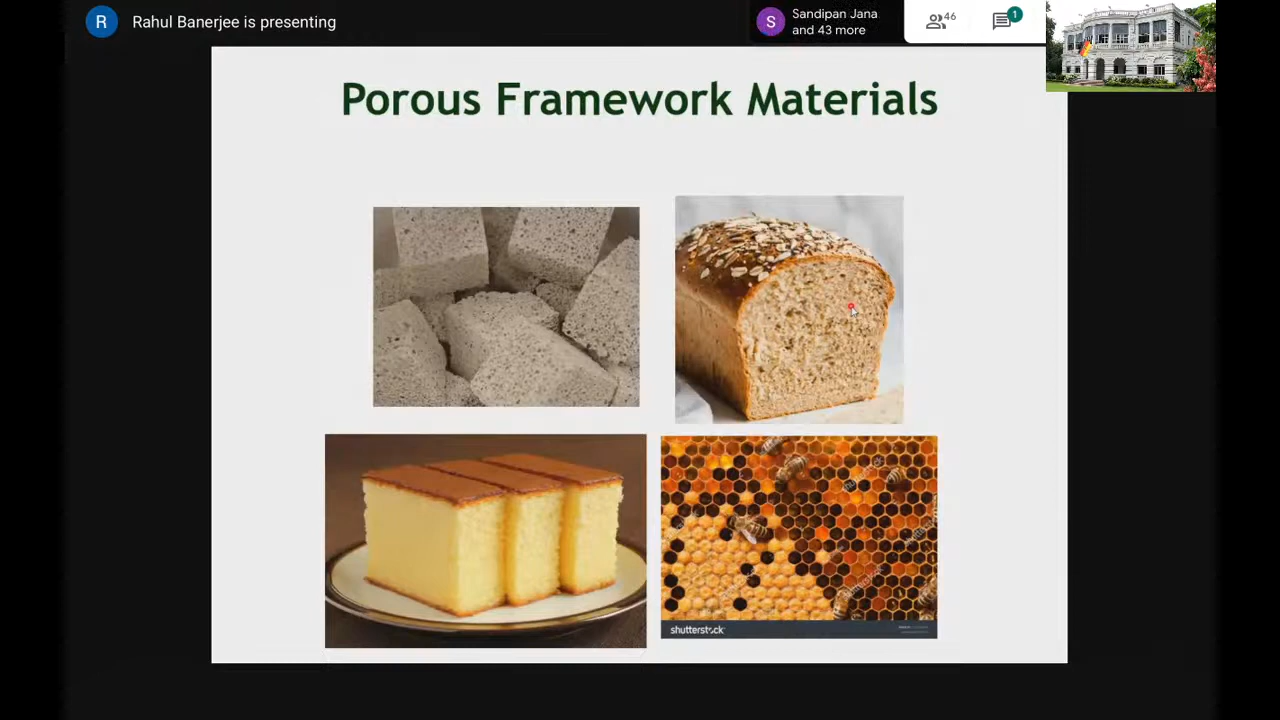 R
Rahul Banerjee is presenting
S
Sandipan Jana
and 43 more
46
1
Porous Framework Materials
shutterstock